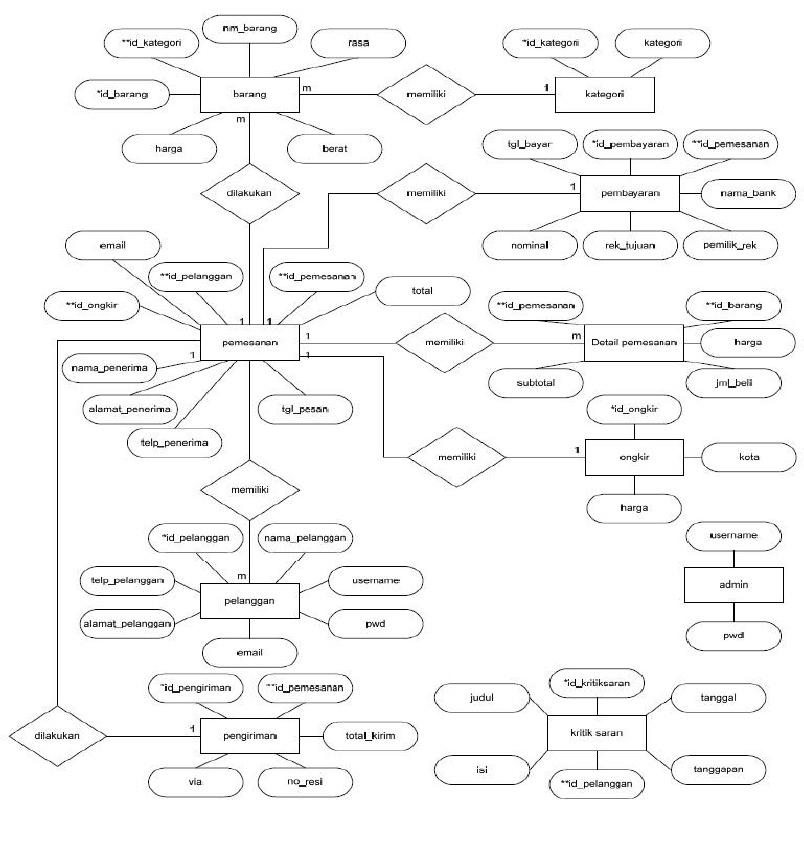 nm_barang
**id_kategori
rasa
*id_kategori
kategori
*id_barang
barang
m
memiliki
1
kategori
m
harga
berat
tgl_bayar
*id_pembayaran
**id_pemesanan
dilakukan
memiliki
1
pembayaran
nama_bank
email
nominal
rek_tujuan
pemilik_rek
**id_pelanggan
**id_pemesanan
total
**id_ongkir
**id_pemesanan
**id_barang
1
1
pemesanan
1
memiliki
m
Detail pemesanan
harga
1
1
nama_penerima
subtotal
jml_beli
alamat_penerima
tgl_pesan
*id_ongkir
telp_penerima
memiliki
1
ongkir
kota
memiliki
harga
*id_pelanggan
nama_pelanggan
username
m
telp_pelanggan
username
admin
pelanggan
alamat_pelanggan
pwd
pwd
email
*id_pengiriman
**id_pemesanan
*id_kritiksaran
judul
tanggal
dilakukan
1
pengiriman
total_kirim
kritik saran
isi
tanggapan
via
no_resi
**id_pelanggan